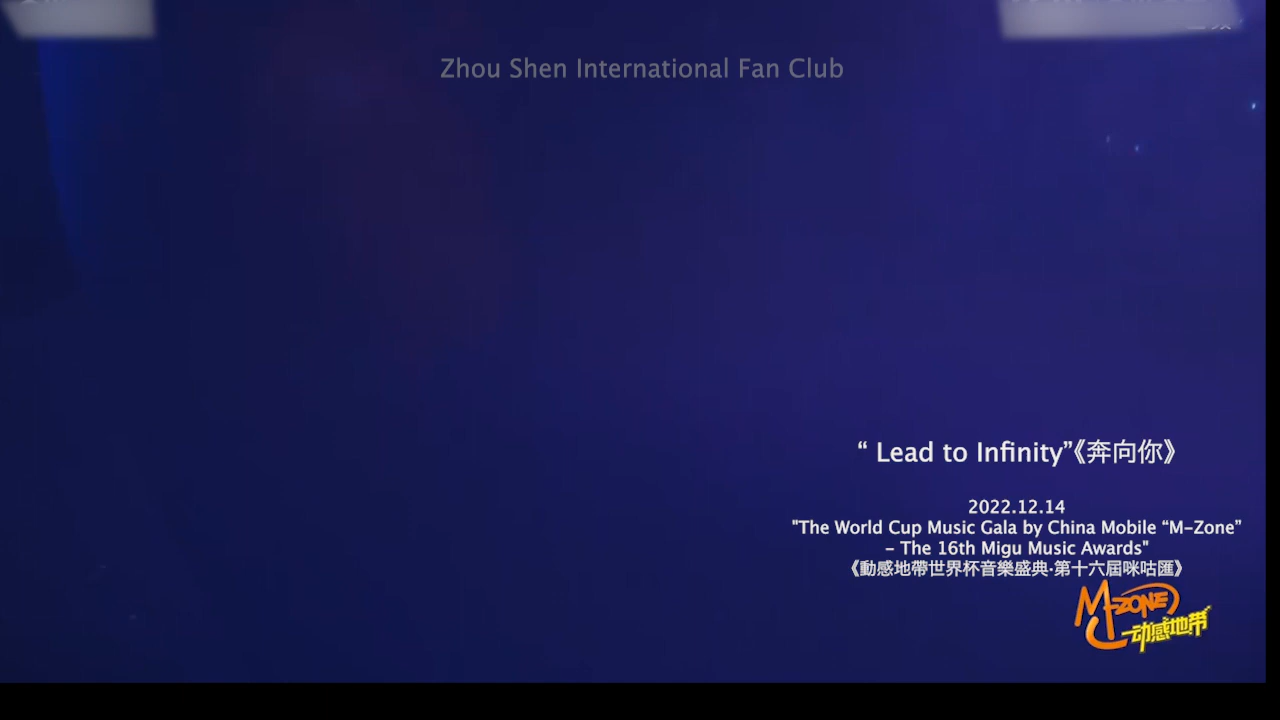 Zhou Shen International Fan Club
“ Lead to Infinity”《奔向你》
2022.12.14
"The World Cup Music Gala by China Mobile “M-Zone”
– The 16th Migu Music Awards"
《動感地帶世界杯音樂盛典·第十六屆咪咕匯》
M-ZONE
动感地带